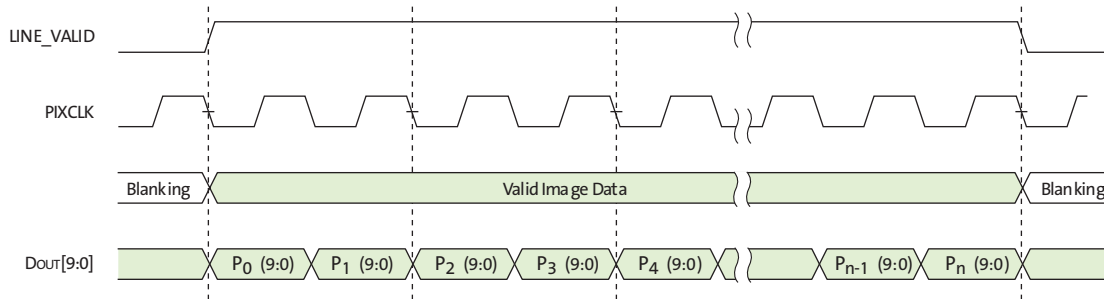 LINE_VALID
PIXCLK
Blanking Valid Image Data Blanking
DOUT[9:0] P0 (9:0) P1 (9:0) P2 (9:0) P3 (9:0) P4 (9:0) Pn-1 (9:0) Pn (9:0)